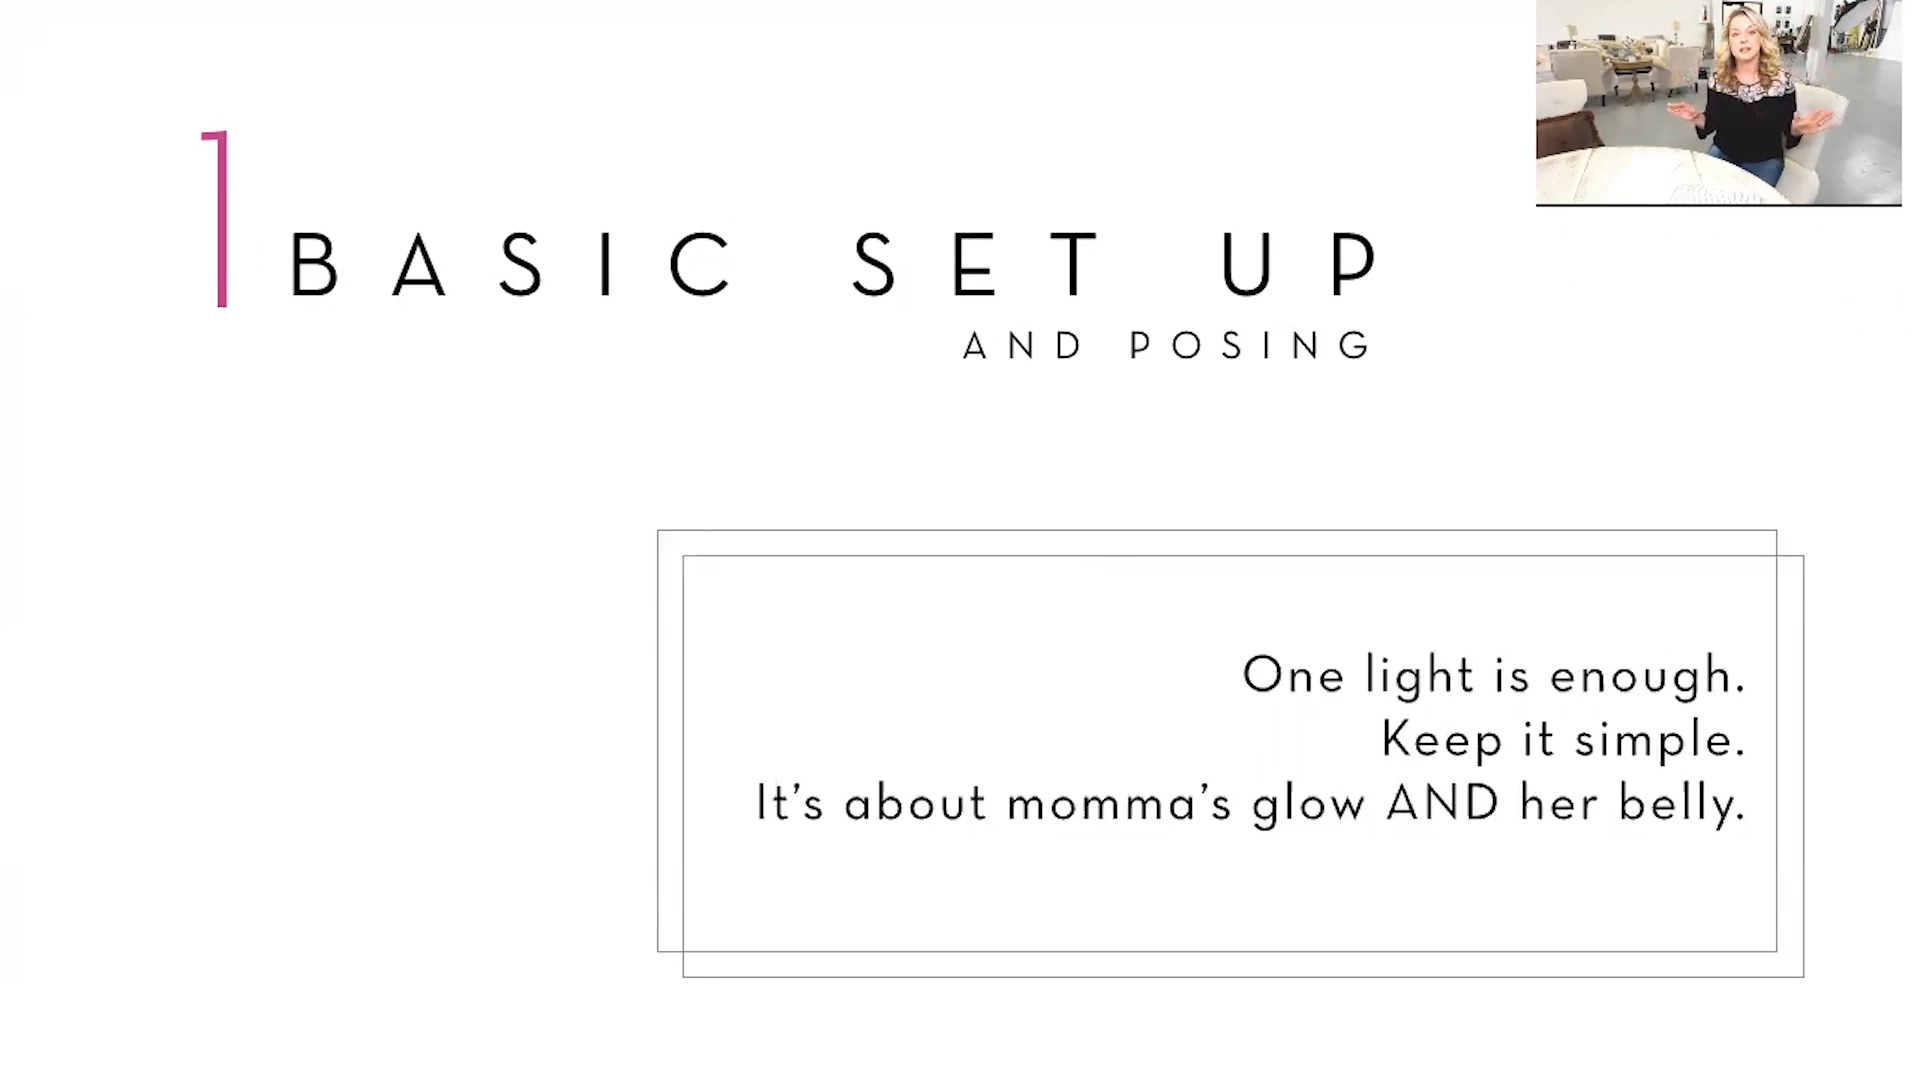 1 BASIC SET UP
AND POSING
One light is enough.
Keep it simple.
It's about momma's glow AND her belly.